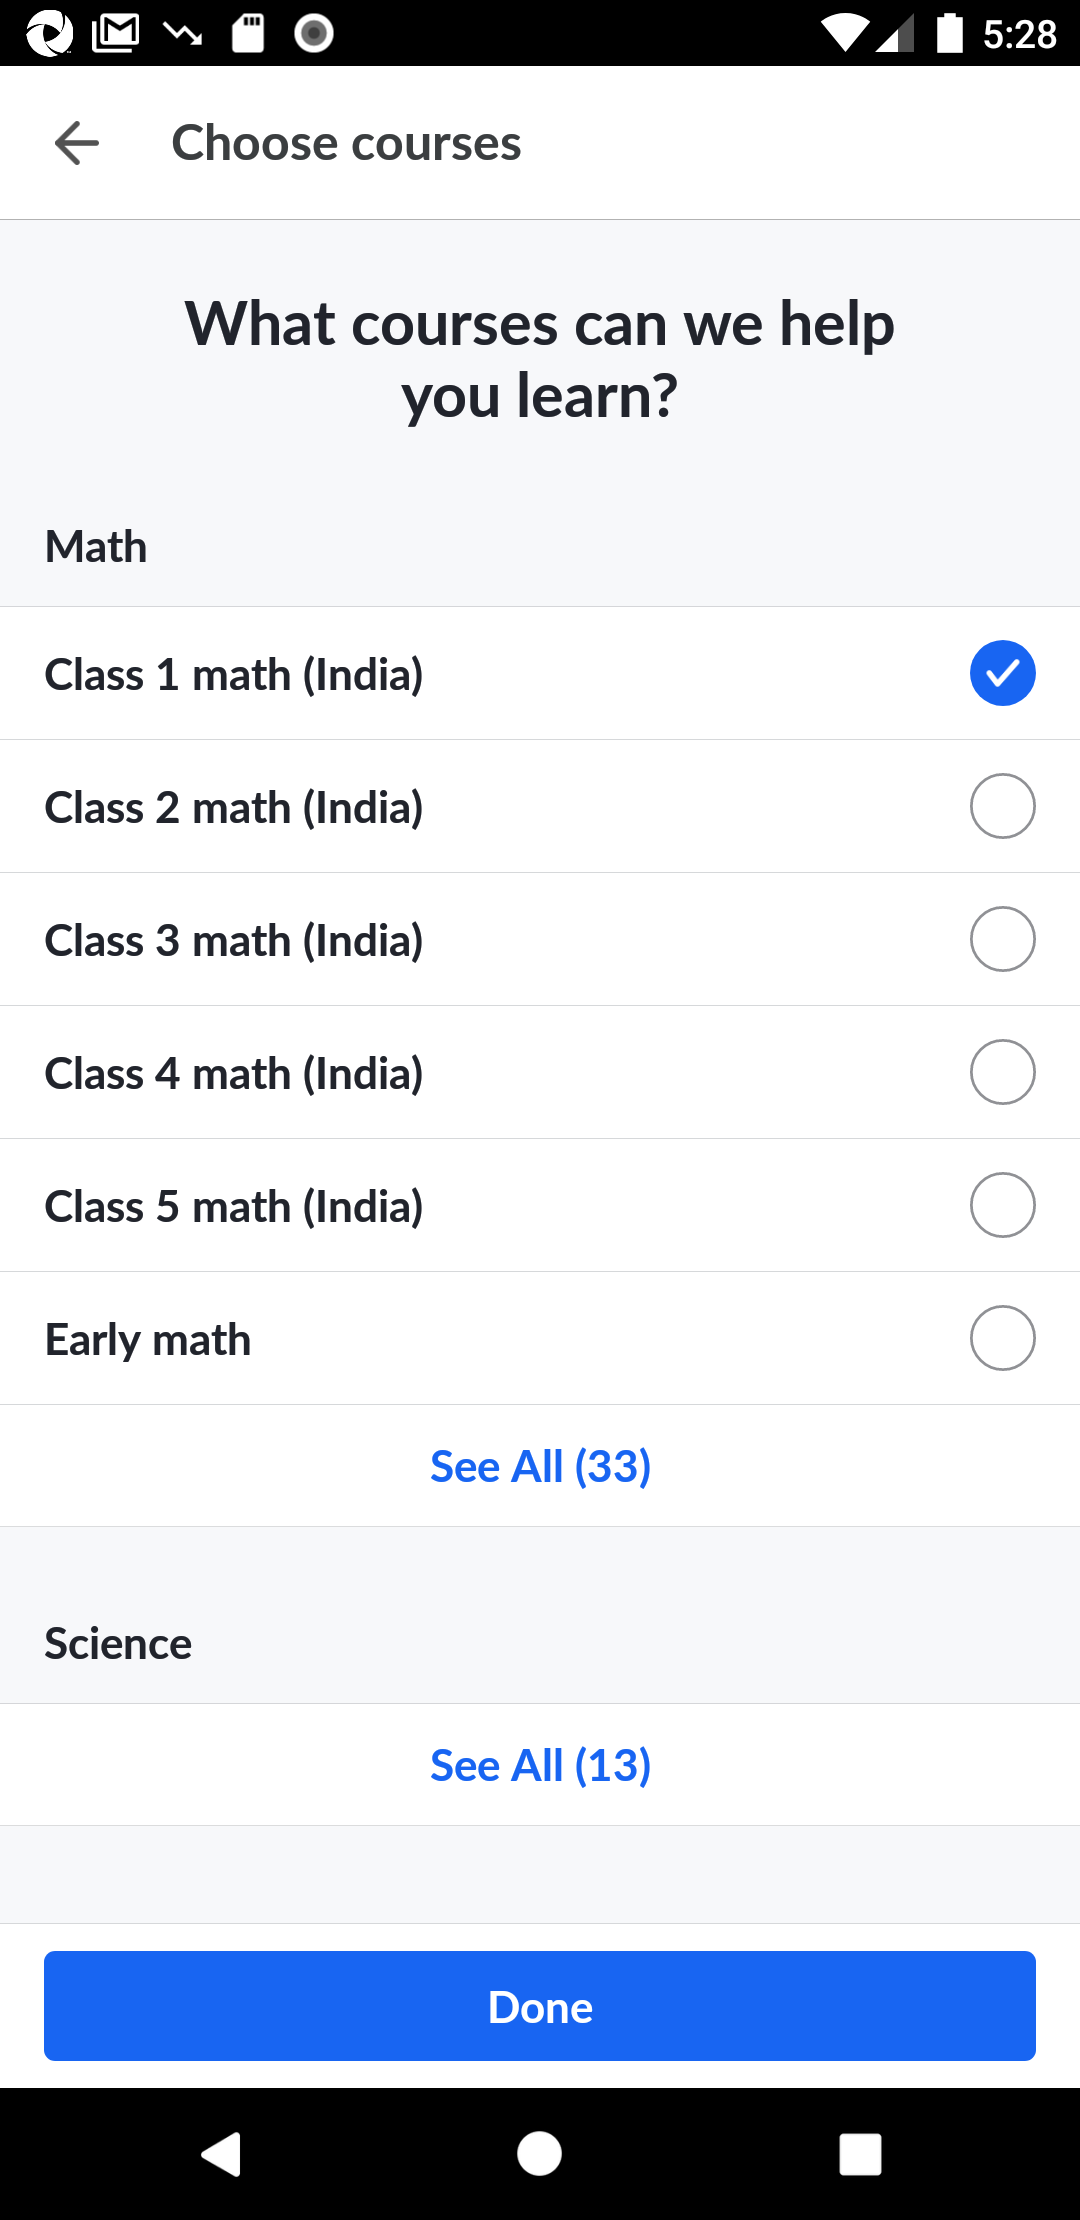 5:28
Choose courses
What courses can we help
you learn?
Math
Class 1 math (India)
Class 2 math (India)
Class 3 math (India)
Class 4 math (India)
Class 5 math (India)
Early math
See All (33)
Science
See All (13)
Done